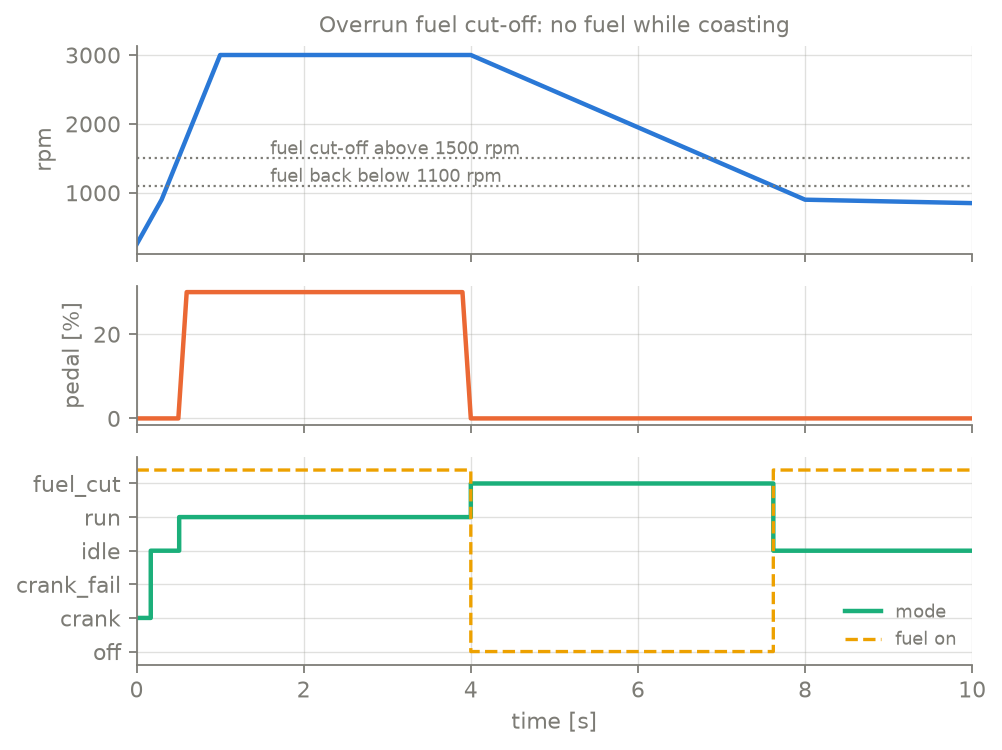 Overrun fuel cut-off: no fuel while coasting
3000
2000
1000
rpm
fuel cut-off above 1500 rpm
fuel back below 1100 rpm
20
0
pedal [%]
fuel_cut
run
idle
crank_fail
crank
off
mode
fuel on
0 2 4 6 8 10
time [s]